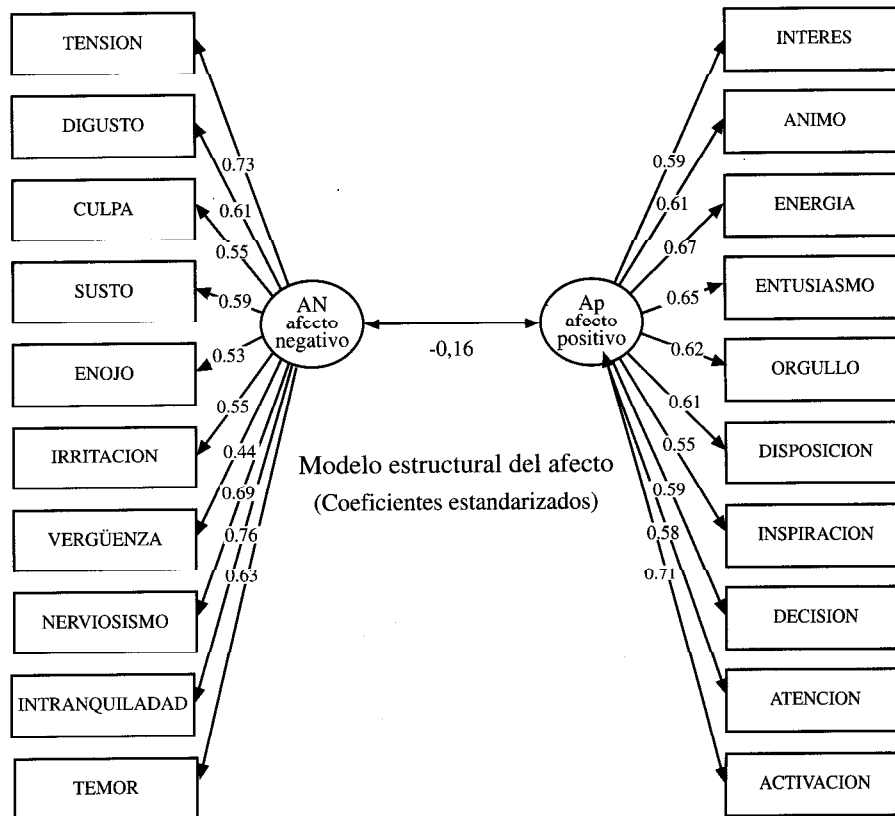 TENSION
DIGUSTO
CULPA
SUSTO
ENOJO
IRRITACION
VERGÜENZA
NERVIOSISMO
INTRANQUILADAD
TEMOR
0.73
0.61
0.55
0.59
0.53
0.55
0.44
0.69
0.76
0.63
AN
afecto
negativo
-0,16
Ap
afecto
positivo
Modelo estructural del afecto
(Coeficientes estandarizados)
0.59
0.61
0.67
0.65
0.62
0.61
0.55
0.59
0.58
0.71
INTERES
ANIMO
ENERGIA
ENTUSIASMO
ORGULLO
DISPOSICION
INSPIRACION
DECISION
ATENCION
ACTIVACION